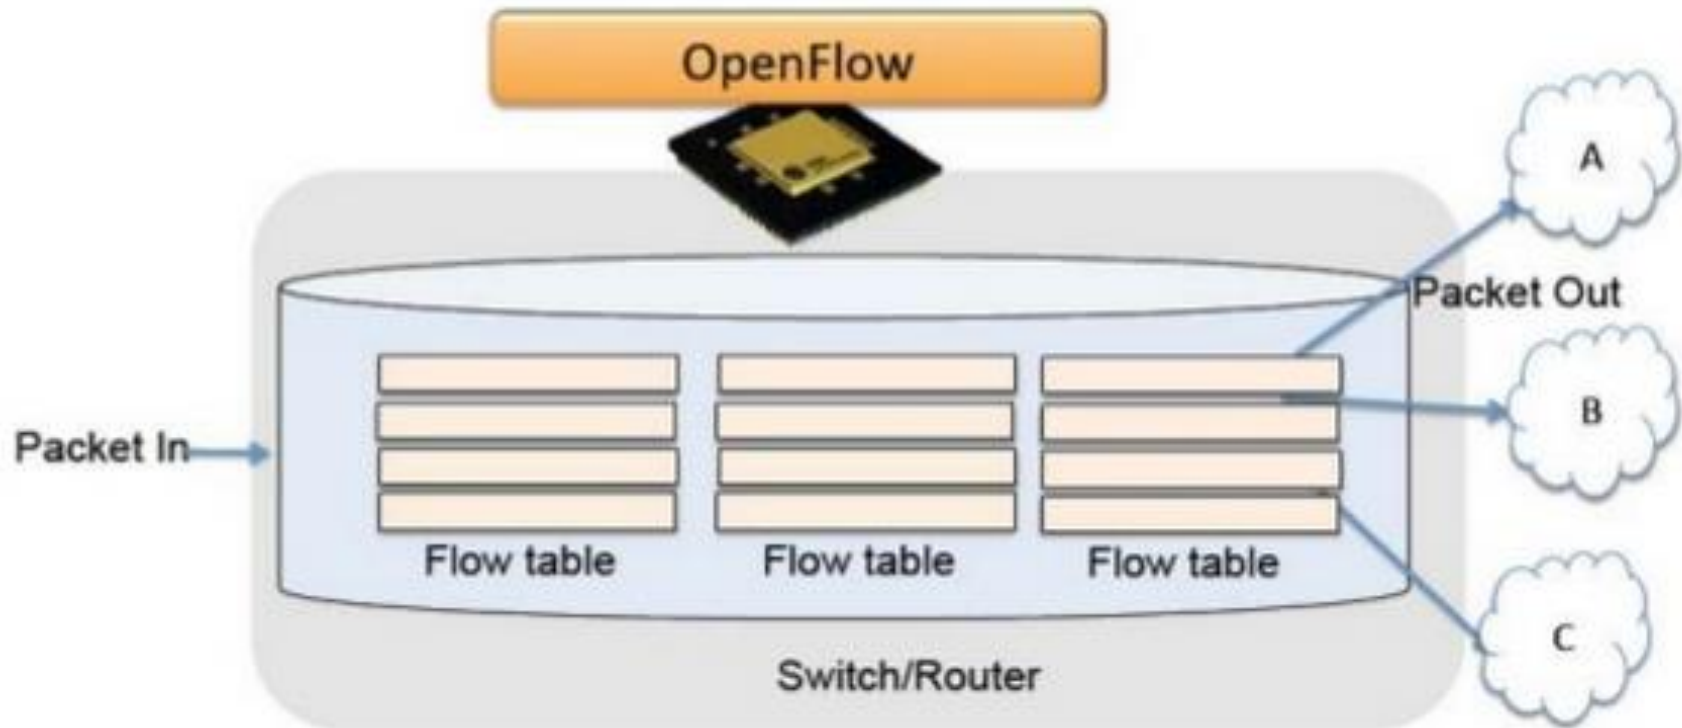 OpenFlow
A
Packet Out
B
Packet In
Flow table
Flow table
Flow table
C
Switch/Router